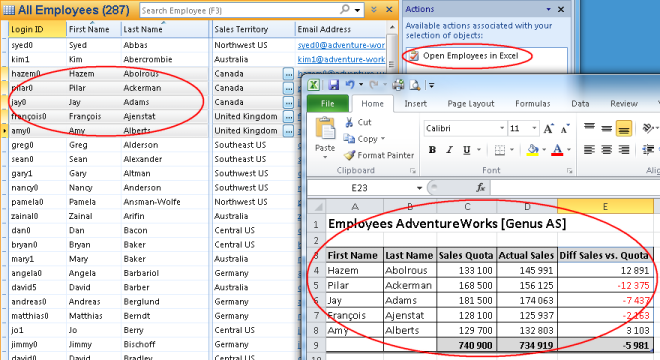 All Employees (287)
Search Employee (F3)
Login ID First Name Last Name Sales Territory Email Address
syed0 Syed Abbas Northwest US syed0@adventure-work
kim1 Kim Abercrombie Australia kim1@adventure-works
hazem0 Hazem Abolrous Canada
pilar0 Pilar Ackerman Canada
jay0 Jay Adams Canada
françois0 François Ajenstat United Kingdom
amy0 Amy Alberts United Kingdom
greg0 Greg Alderson Southeast US
sean0 Sean Alexander Southeast US
gary1 Gary Altman Southeast US
nancy0 Nancy Anderson Southwest US
pamela0 Pamela Ansman-Wolfe Southwest US
zainal0 Zainal Arifin Australia
dan0 Dan Bacon Central US
bryan0 Bryan Baker Central US
mary1 Mary Baker Australia
angela0 Angela Barbariol Germany
david5 David Barber Australia
andreas0 Andreas Berglund Germany
matthias0 Matthias Berndt Germany
jo1 Jo Berry Central US
jimmy0 Jimmy Bischoff Germany
Matthias Bradley Germany
Actions
Available actions associated with your
selection of objects:
Open Employees in Excel
File Home Insert Page Layout Formulas Data
Paste
Cut
Copy
Format Painter
Clipboard
Calibri 11
B I U
Font
E23
A B C D E
1 Employees AdventureWorks [Genus AS]
2
3 First Name Last Name Sales Quota Actual Sales Diff Sales vs. Quota
4 Hazem Abolrous 133 100 145 991 12 891
5 Pilar Ackerman 168 500 156 125 -12 375
6 Jay Adams 181 500 174 063 -7 437
7 François Ajenstat 128 100 125 937 -2 163
8 Amy Alberts 129 700 132 803 3 103
9 740 900 734 919 -5 981